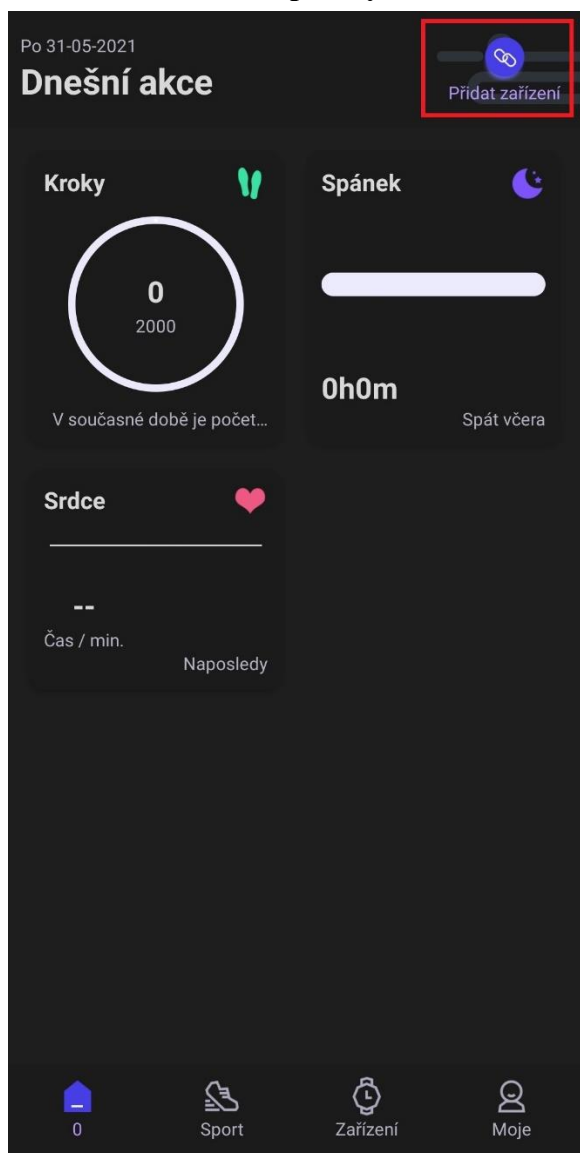 Po 31-05-2021
Dnešní akce
Přidat zařízení
Kroky
0
2000
V současné době je počet...
Spánek
0h0m
Spát včera
Srdce
--
Čas / min.
Naposledy
0
Sport
Zařízení
Moje